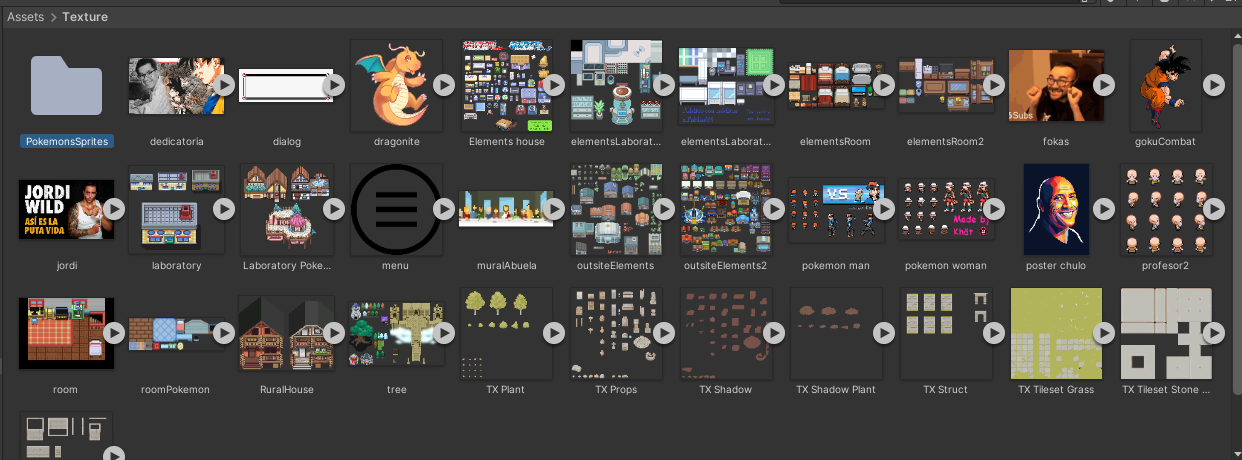 Assets > Texture
PokemonsSprites
dedicatoria
dialog
dragonite
Elements house
elementsLaborat...
elementsLaborat...
elementsRoom
elementsRoom2
5Subs
fokas
gokuCombat
JORDI
WILD
ASÍ ES LA
PUTA VIDA
jordi
laboratory
Laboratory Poke...
menu
muralAbuela
outsiteElements
outsiteElements2
VS
pokemon man
Made by
Khat
pokemon woman
poster chulo
profesor2
room
roomPokemon
RuralHouse
tree
TX Plant
TX Props
TX Shadow
TX Shadow Plant
TX Struct
TX Tileset Grass
TX Tileset Stone ...